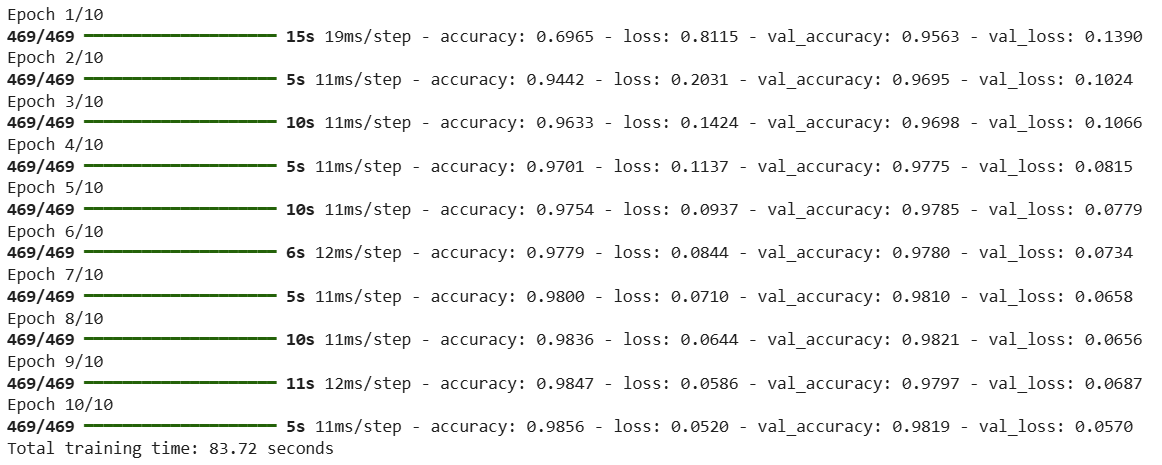 Epoch 1/10
469/469 ━━━━━━━━━━━━━━━━━━━━ 15s 19ms/step - accuracy: 0.6965 - loss: 0.8115 - val_accuracy: 0.9563 - val_loss: 0.1390
Epoch 2/10
469/469 ━━━━━━━━━━━━━━━━━━━━ 5s 11ms/step - accuracy: 0.9442 - loss: 0.2031 - val_accuracy: 0.9695 - val_loss: 0.1024
Epoch 3/10
469/469 ━━━━━━━━━━━━━━━━━━━━ 10s 11ms/step - accuracy: 0.9633 - loss: 0.1424 - val_accuracy: 0.9698 - val_loss: 0.1066
Epoch 4/10
469/469 ━━━━━━━━━━━━━━━━━━━━ 5s 11ms/step - accuracy: 0.9701 - loss: 0.1137 - val_accuracy: 0.9775 - val_loss: 0.0815
Epoch 5/10
469/469 ━━━━━━━━━━━━━━━━━━━━ 10s 11ms/step - accuracy: 0.9754 - loss: 0.0937 - val_accuracy: 0.9785 - val_loss: 0.0779
Epoch 6/10
469/469 ━━━━━━━━━━━━━━━━━━━━ 6s 12ms/step - accuracy: 0.9779 - loss: 0.0844 - val_accuracy: 0.9780 - val_loss: 0.0734
Epoch 7/10
469/469 ━━━━━━━━━━━━━━━━━━━━ 5s 11ms/step - accuracy: 0.9800 - loss: 0.0710 - val_accuracy: 0.9810 - val_loss: 0.0658
Epoch 8/10
469/469 ━━━━━━━━━━━━━━━━━━━━ 10s 11ms/step - accuracy: 0.9836 - loss: 0.0644 - val_accuracy: 0.9821 - val_loss: 0.0656
Epoch 9/10
469/469 ━━━━━━━━━━━━━━━━━━━━ 11s 12ms/step - accuracy: 0.9847 - loss: 0.0586 - val_accuracy: 0.9797 - val_loss: 0.0687
Epoch 10/10
469/469 ━━━━━━━━━━━━━━━━━━━━ 5s 11ms/step - accuracy: 0.9856 - loss: 0.0520 - val_accuracy: 0.9819 - val_loss: 0.0570
Total training time: 83.72 seconds